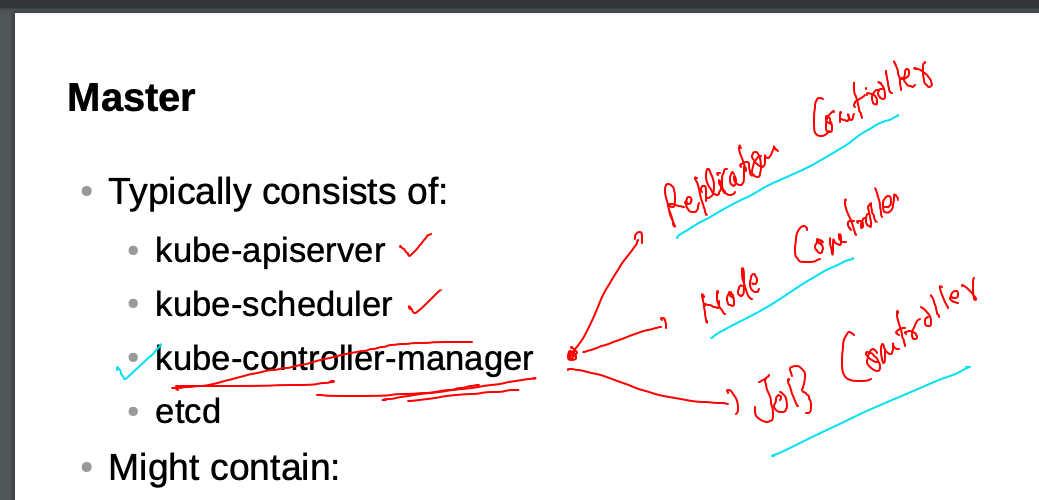 Master
Typically consists of:
kube-apiserver
kube-scheduler
kube-controller-manager
etcd
Might contain:
Replication Controller
Node Controller
JOB Controller